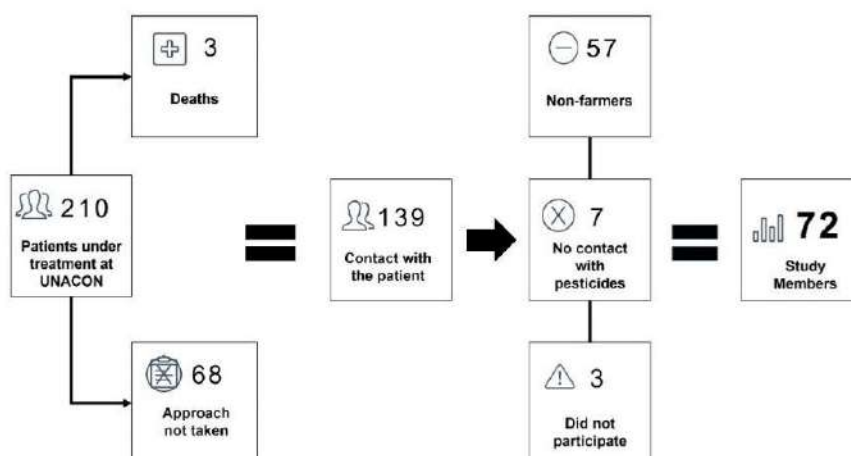 3
Deaths
57
Non-farmers
210
Patients under
treatment at
UNACON
139
Contact with
the patient
7
No contact
with
pesticides
72
Study
Members
68
Approach
not taken
3
Did not
participate